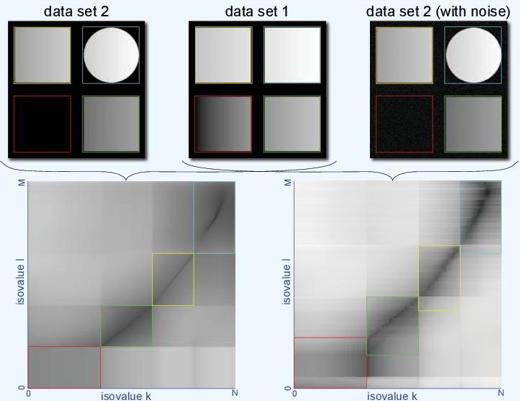 data set 2
data set 1
data set 2 (with noise)
M
isovalue l
0
0
isovalue k
N
M
isovalue l
0
0
isovalue k
N